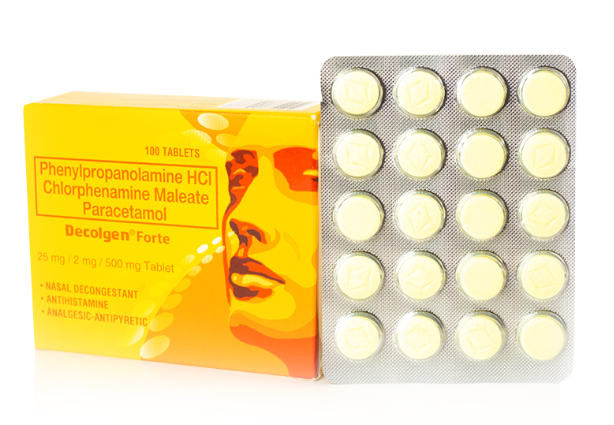 100 TABLETS
Phenylpropanolamine HCl
Chlorphenamine Maleate
Paracetamol
Decolgen® Forte
25 mg / 2 mg / 500 mg Tablet
• NASAL DECONGESTANT
• ANTIHISTAMINE
• ANALGESIC-ANTIPYRETIC